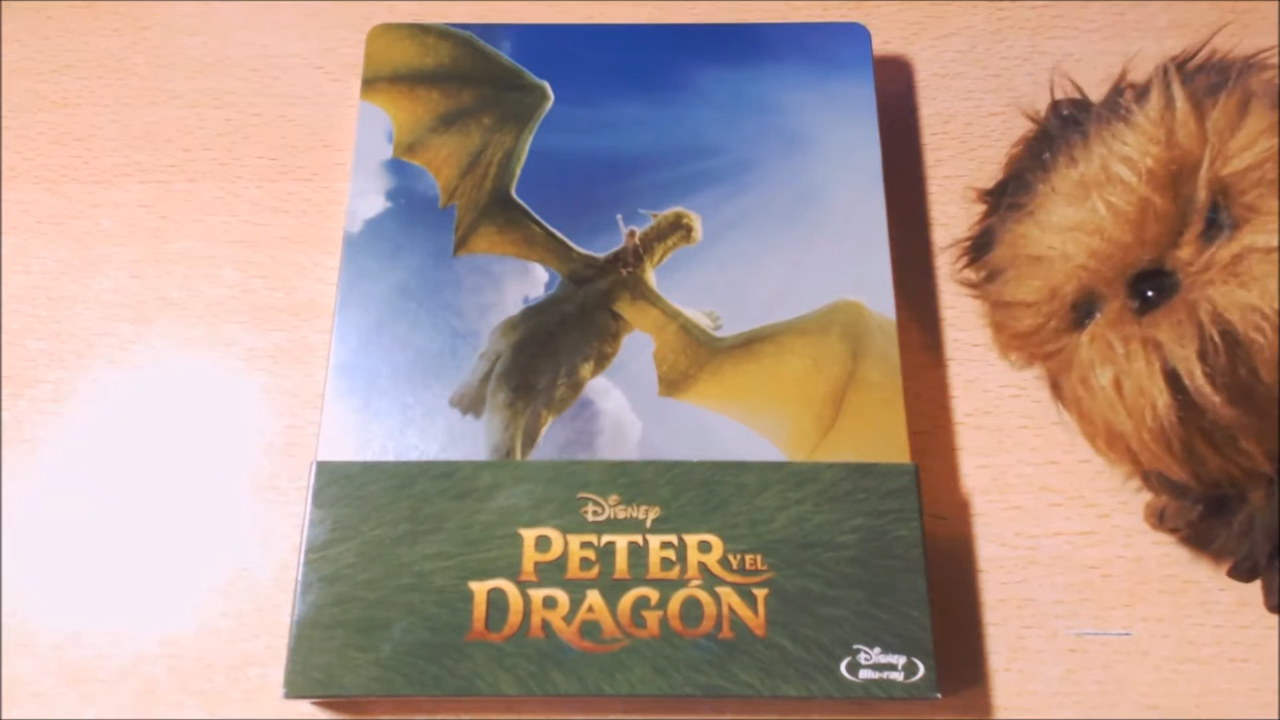 Disney
PETER Y EL
DRAGÓN
Disney
Blu-ray